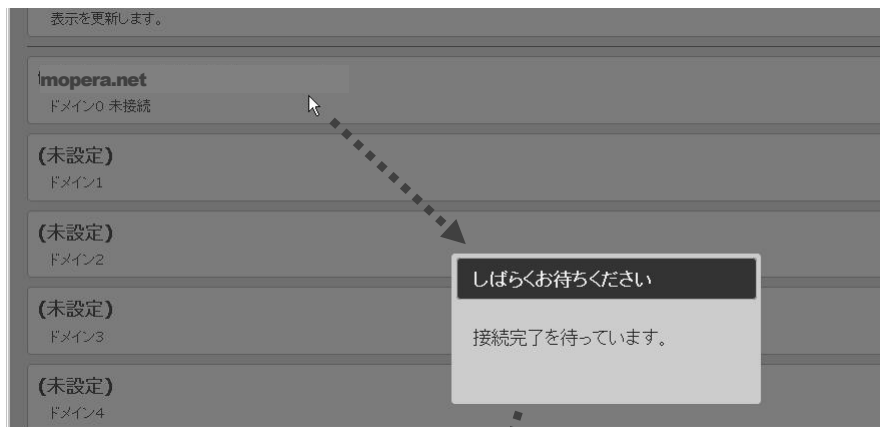 表示を更新します。
mopera.net
ドメイン0 未接続
(未設定)
ドメイン1
(未設定)
ドメイン2
(未設定)
ドメイン3
(未設定)
ドメイン4
しばらくお待ちください
接続完了を待っています。